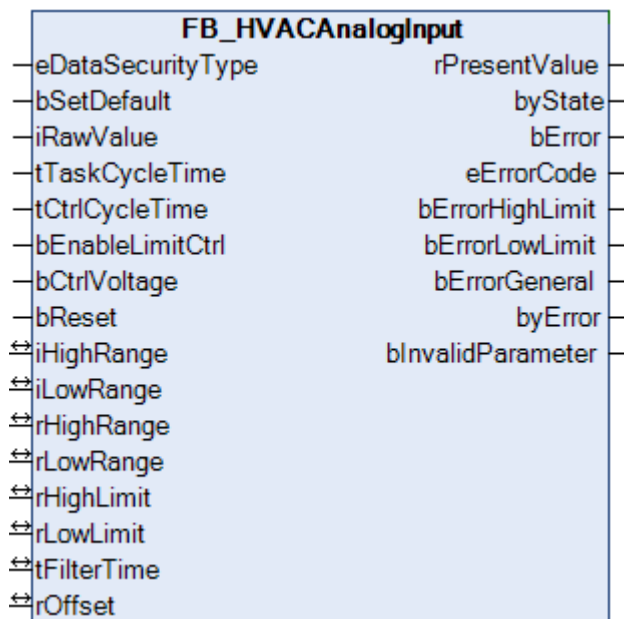 FB_HVACAnalogInput
eDataSecurityType rPresentValue
bSetDefault byState
iRawValue bError
tTaskCycleTime eErrorCode
tCtrlCycleTime bErrorHighLimit
bEnableLimitCtrl bErrorLowLimit
bCtrlVoltage bErrorGeneral
bReset byError
iHighRange bInvalidParameter
iLowRange
rHighRange
rLowRange
rHighLimit
rLowLimit
tFilterTime
rOffset